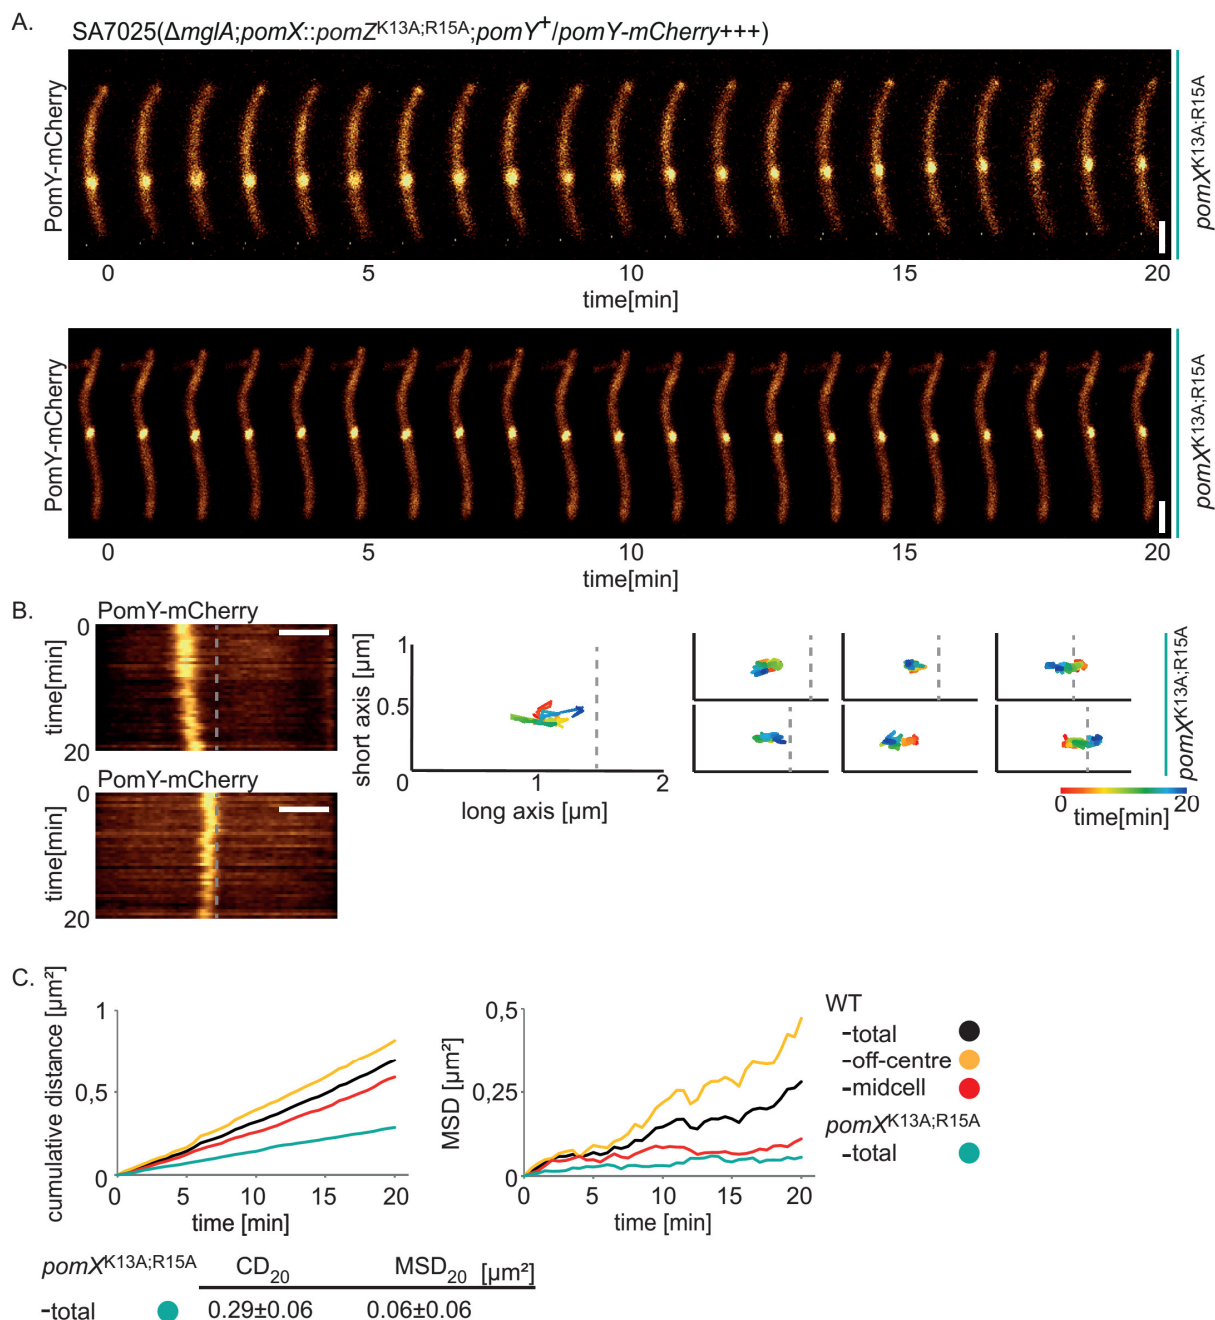 A.
SA7025(ΔmglA;pomX::pomZK13A;R15A;pomY+/pomY-mCherry+++)
PomY-mCherry
pomXK13A;R15A
0 5 10 15 20
time[min]
PomY-mCherry
pomXK13A;R15A
0 5 10 15 20
time[min]
B.
PomY-mCherry
0
time[min]
20
PomY-mCherry
0
time[min]
20
short axis [µm]
1
0.5
0
1 2
long axis [µm]
pomXK13A;R15A
0 20
time[min]
C.
cumulative distance [µm²]
1
0,5
0
0 5 10 15 20
time [min]
MSD [µm²]
0,5
0,25
0
0 5 10 15 20
time [min]
WT
-total
-off-centre
-midcell
pomXK13A;R15A
-total
pomXK13A;R15A CD20 MSD20 [µm²]
-total 0.29±0.06 0.06±0.06